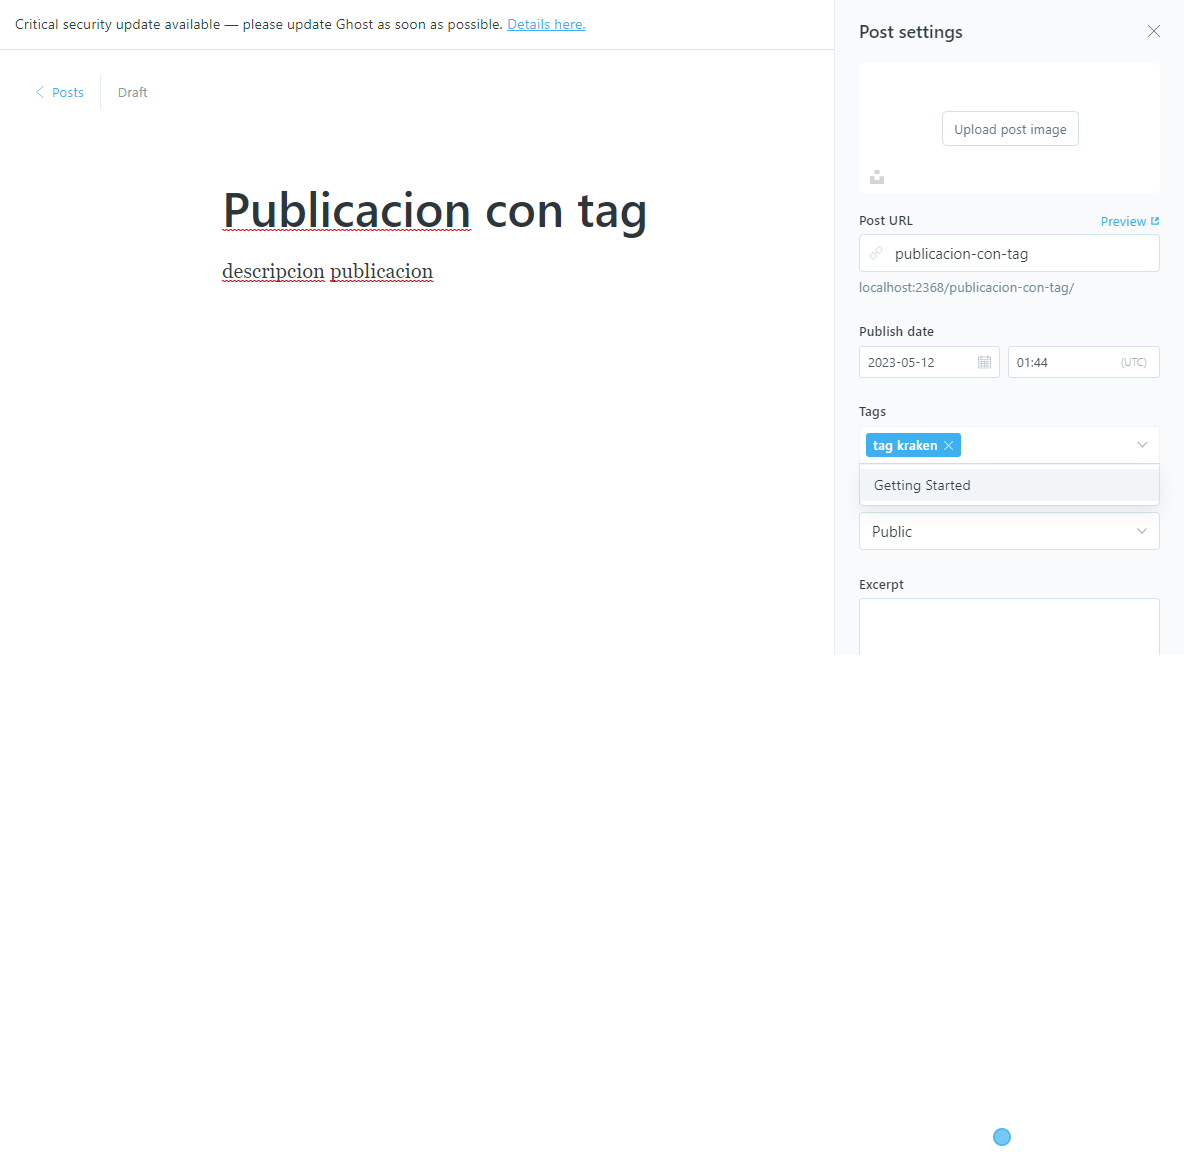 Critical security update available — please update Ghost as soon as possible. Details here.
Posts
Draft
Publicacion con tag
descripcion publicacion
Post settings
Upload post image
Post URL
Preview
publicacion-con-tag
localhost:2368/publicacion-con-tag/
Publish date
2023-05-12
01:44
(UTC)
Tags
tag kraken
Getting Started
Public
Excerpt